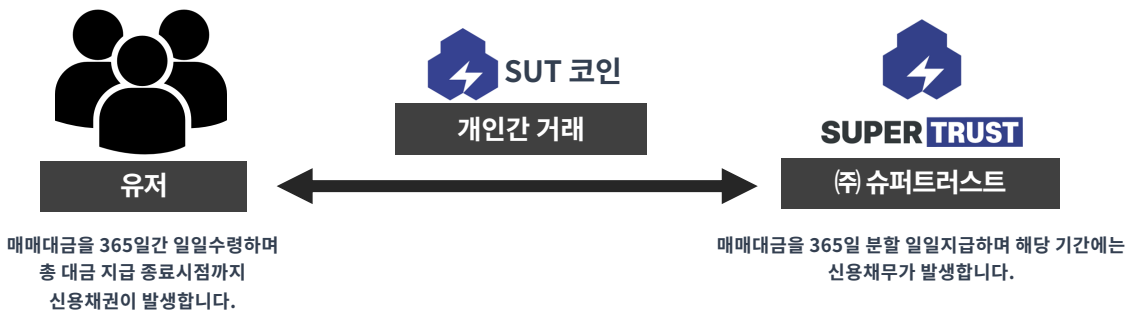 SUT 코인
개인간 거래
SUPER TRUST
유저
㈜ 슈퍼트러스트
매매대금을 365일간 일일수령하며
총 대금 지급 종료시점까지
신용채권이 발생합니다.
매매대금을 365일 분할 일일지급하며 해당 기간에는
신용채무가 발생합니다.